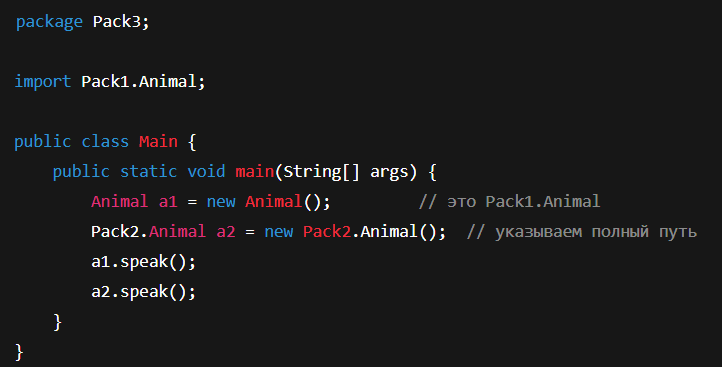 package Pack3;
import Pack1.Animal;
public class Main {
public static void main(String[] args) {
Animal a1 = new Animal(); // это Pack1.Animal
Pack2.Animal a2 = new Pack2.Animal(); // указываем полный путь
a1.speak();
a2.speak();
}
}